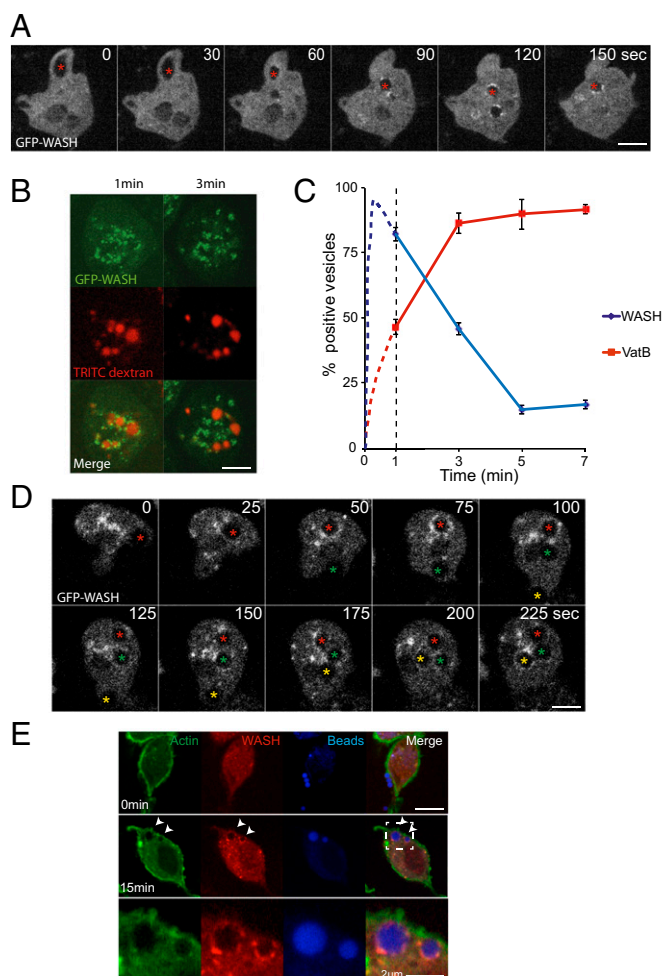 A
0 30 60 90 120 150 sec
GFP-WASH
B
1min 3min
GFP-WASH
TRITC dextran
Merge
C
100
75
50
25
0
% positive vesicles
0 1 3 5 7
Time (min)
WASH
VatB
D
0 25 50 75 100
GFP-WASH
125 150 175 200 225 sec
E
Actin WASH Beads Merge
0min
15min
2µm